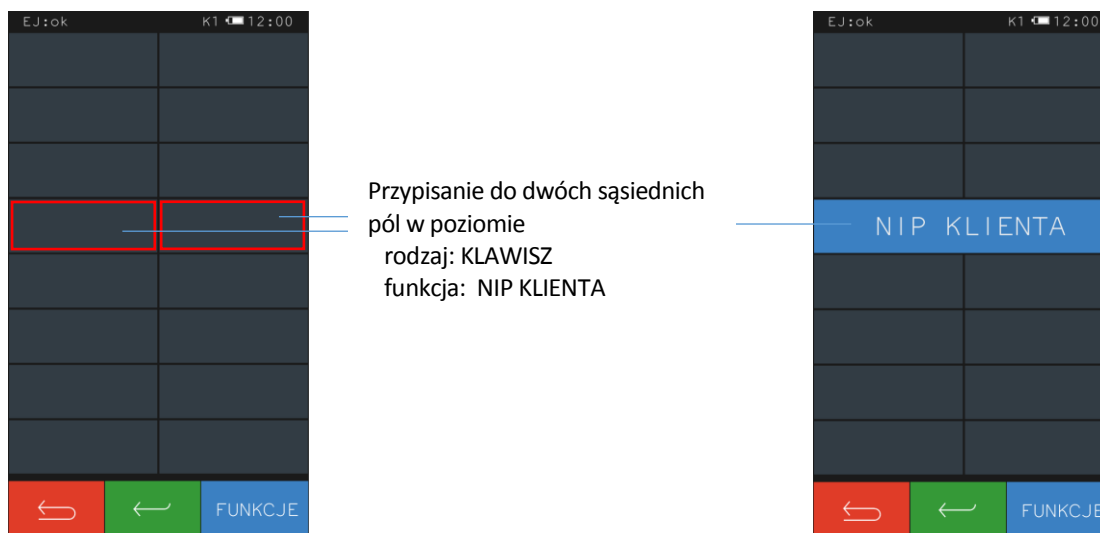 EJ:ok K1 12:00
FUNKCJE
Przypisanie do dwóch sąsiednich
pól w poziomie
rodzaj: KLAWISZ
funkcja: NIP KLIENTA
EJ:ok K1 12:00
NIP KLIENTA
FUNKCJE